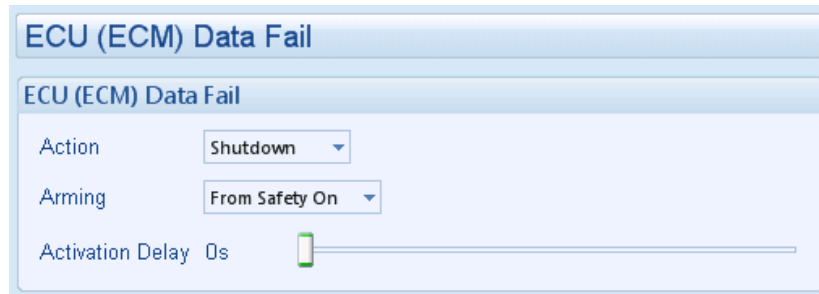 ECU (ECM) Data Fail
ECU (ECM) Data Fail
Action Shutdown
Arming From Safety On
Activation Delay 0s